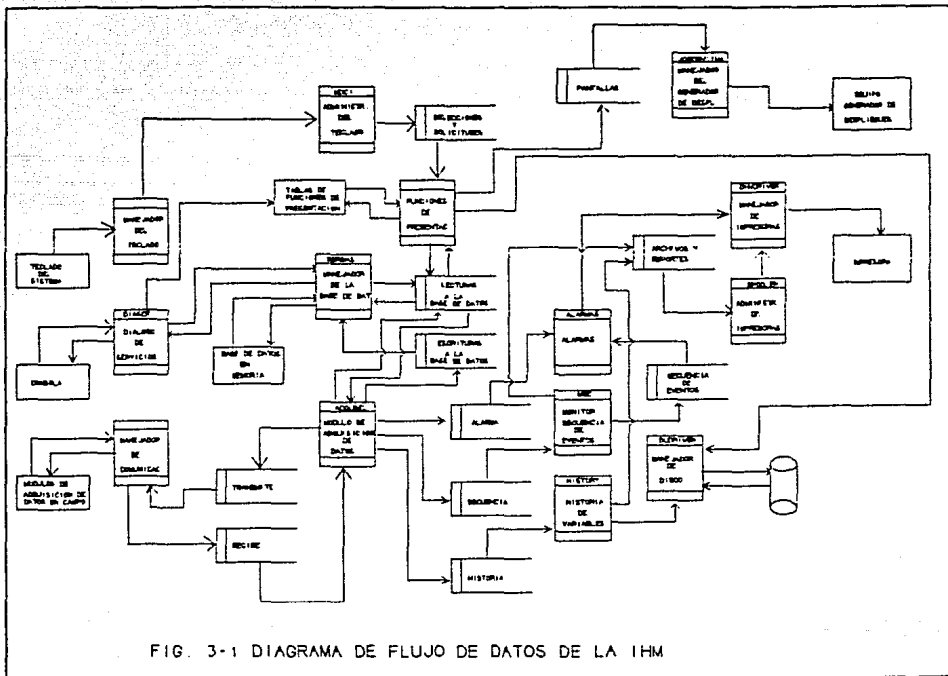 PANTALLAS
MANEJADOR
DEL
GENERADOR
DE DESPL.
EQUIPO
GENERADOR DE
DESPLIEGUES
ADMINISTR.
DEL
TECLADO
SELECCIONES
Y
SOLICITUDES
TABLAS DE
FUNCIONES DE
PRESENTACION
FUNCIONES
DE
PRESENTAC
MANEJADOR
DEL
TECLADO
TECLADO DEL
SISTEMA
MANEJADOR
DE
IMPRESORAS
IMPRESORA
ARCHIVOS Y
REPORTES
SPOOLER
ADMINISTR.
DE
IMPRESORAS
MANEJADOR
DE LA
BASE DE DAT
LECTURAS
A LA
BASE DE DATOS
ESCRITURAS
A LA
BASE DE DATOS
BASE DE DATOS
EN
MEMORIA
DIALOGO
DE
SERVICIOS
CONSOLA
ALARMAS
ALARMAS
SECUENCIA
DE
EVENTOS
MODULO DE
ADQUISICION
DE
DATOS
ALARMA
MONITOR
SECUENCIA
DE
EVENTOS
DLDRIVER
MANEJADOR
DE
DISCO
MANEJADOR
DE
COMUNICAC
MODULOS DE
ADQUISICION DE
DATOS EN CAMPO
TRANSMITE
RECIBE
SECUENCIA
HISTORY
HISTORIA
DE
VARIABLES
HISTORIA
FIG. 3-1 DIAGRAMA DE FLUJO DE DATOS DE LA IHM